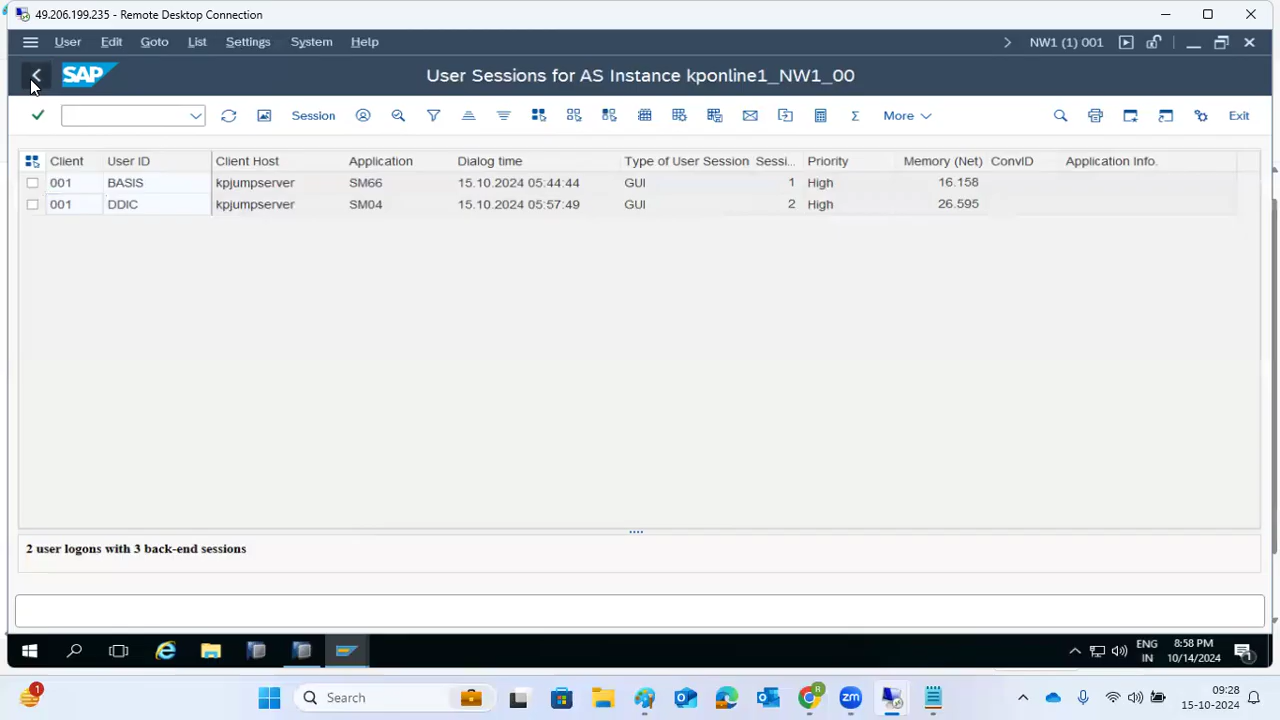 49.206.199.235 - Remote Desktop Connection
User Edit Goto List Settings System Help NW1 (1) 001
SAP User Sessions for AS Instance kponline1_NW1_00
Session More Exit
Client User ID Client Host Application Dialog time Type of User Session Sessi... Priority Memory (Net) ConvID Application Info.
001 BASIS kpjumpserver SM66 15.10.2024 05:44:44 GUI 1 High 16.158
001 DDIC kpjumpserver SM04 15.10.2024 05:57:49 GUI 2 High 26.595
2 user logons with 3 back-end sessions
ENG 8:58 PM
IN 10/14/2024 1
1 Search R zm 09:28
15-10-2024